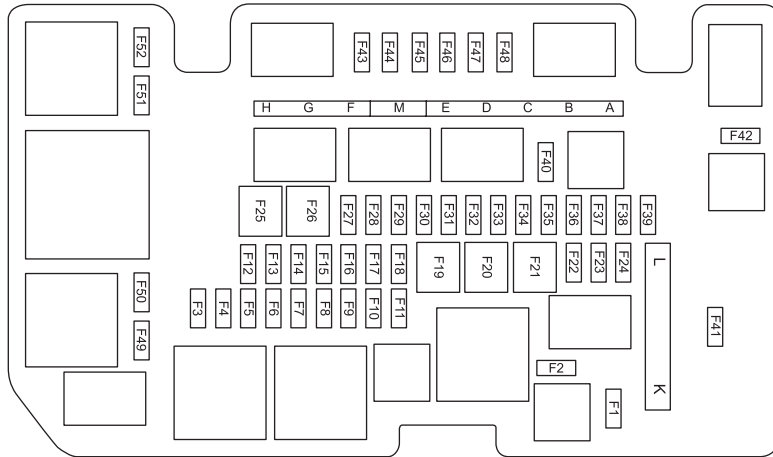 F52
F43 F44 F45 F46 F47 F48
F51
H G F M E D C B A
F42
F40
F25 F26 F27 F28 F29 F30 F31 F32 F33 F34 F35 F36 F37 F38 F39
F12 F13 F14 F15 F16 F17 F18 F19 F20 F21 F22 F23 F24 L
F50
F3 F4 F5 F6 F7 F8 F9 F10 F11
F41
F49
F2
K
F1